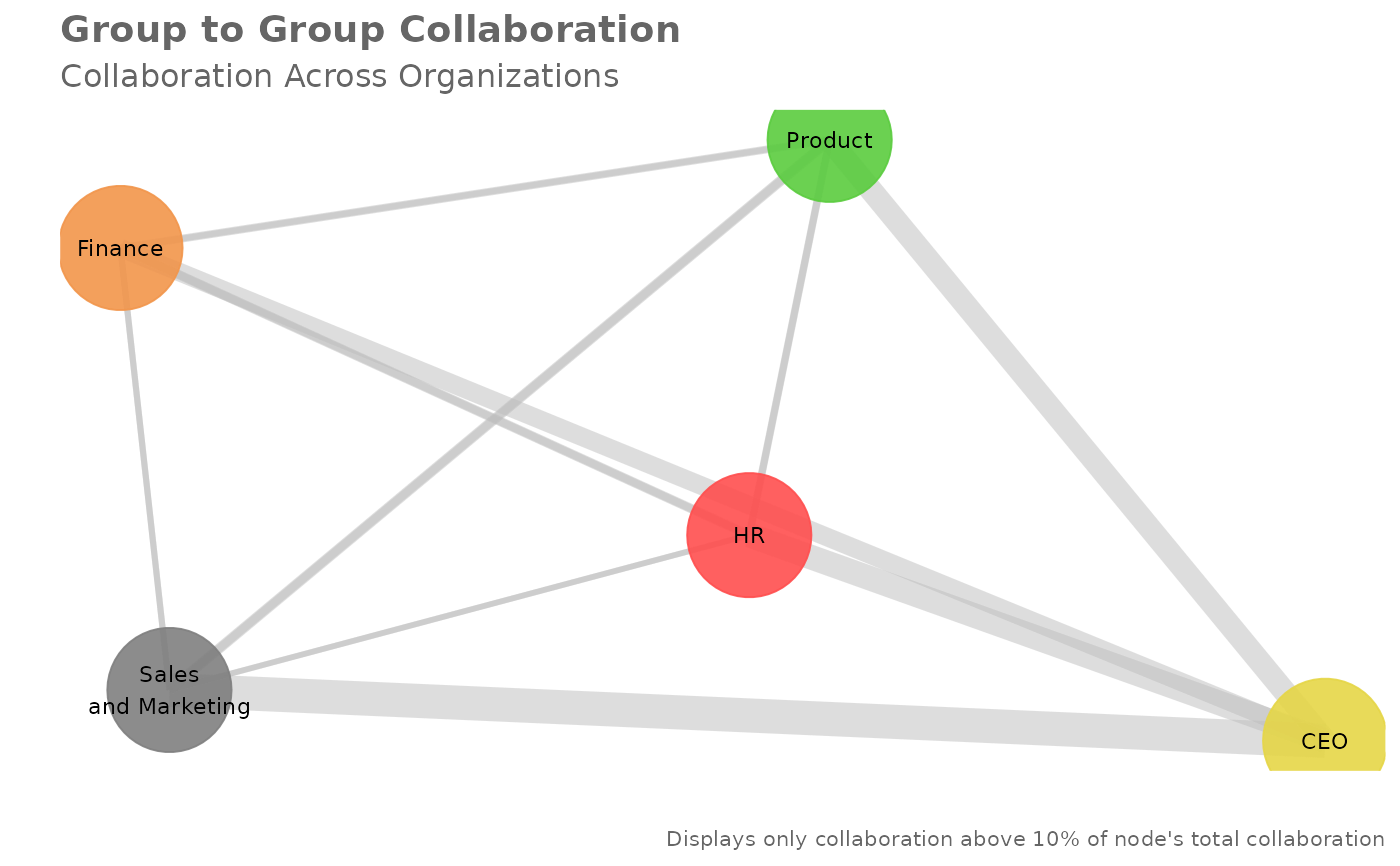 Group to Group Collaboration
Collaboration Across Organizations
Product
Finance
HR
Sales
and Marketing
CEO
Displays only collaboration above 10% of node's total collaboration